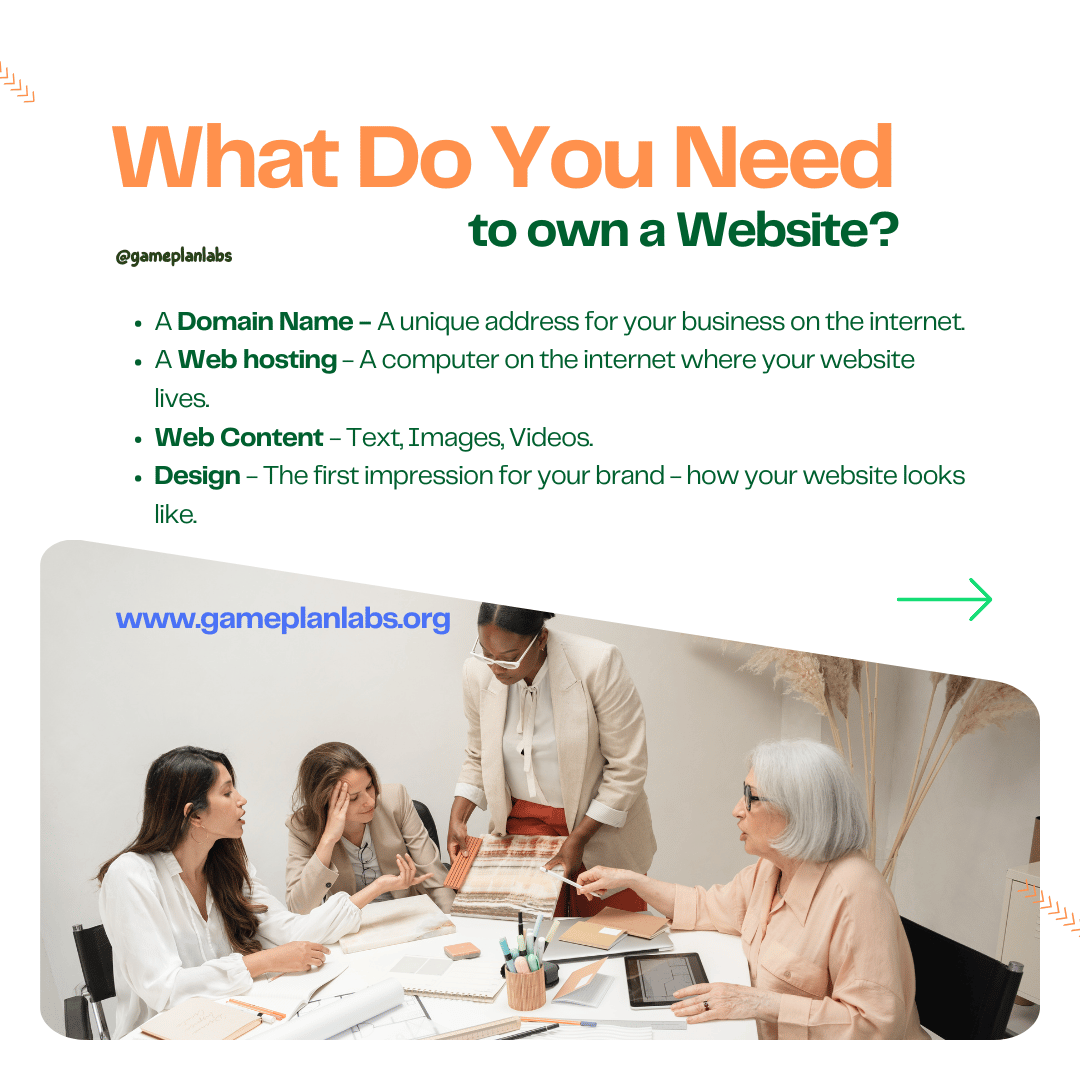 What Do You Need
to own a Website?
@gameplanlabs
• A Domain Name – A unique address for your business on the internet.
• A Web hosting – A computer on the internet where your website
lives.
• Web Content – Text, Images, Videos.
• Design – The first impression for your brand – how your website looks
like.
www.gameplanlabs.org